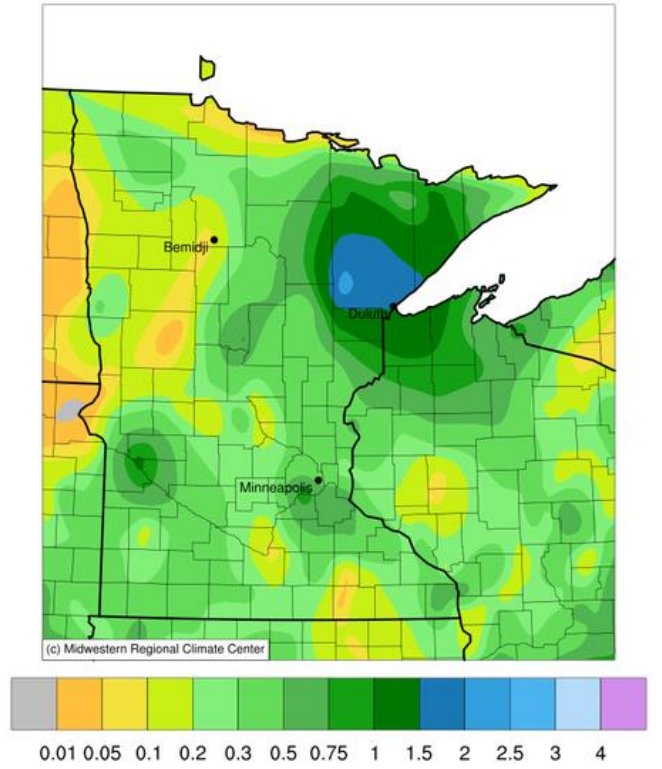 Bemidji
Duluth
Minneapolis
(c) Midwestern Regional Climate Center
0.01 0.05 0.1 0.2 0.3 0.5 0.75 1 1.5 2 2.5 3 4